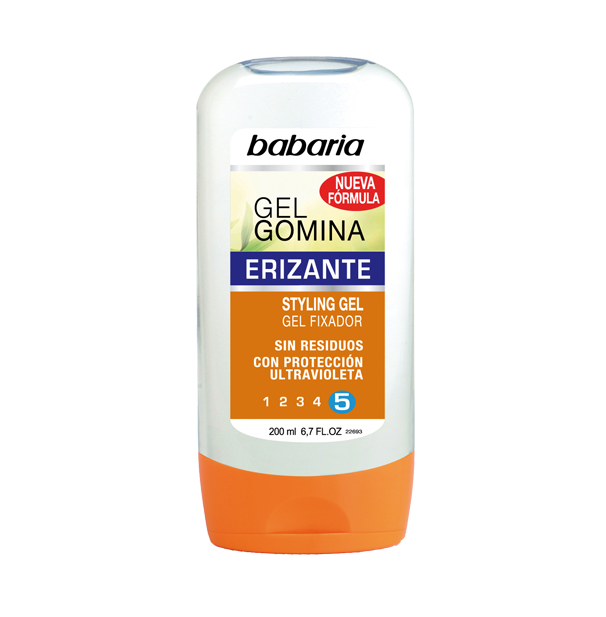 babaria
NUEVA
FÓRMULA
GEL
GOMINA
ERIZANTE
STYLING GEL
GEL FIXADOR
SIN RESIDUOS
CON PROTECCIÓN
ULTRAVIOLETA
1 2 3 4 5
200 ml 6,7 FL.OZ 22693